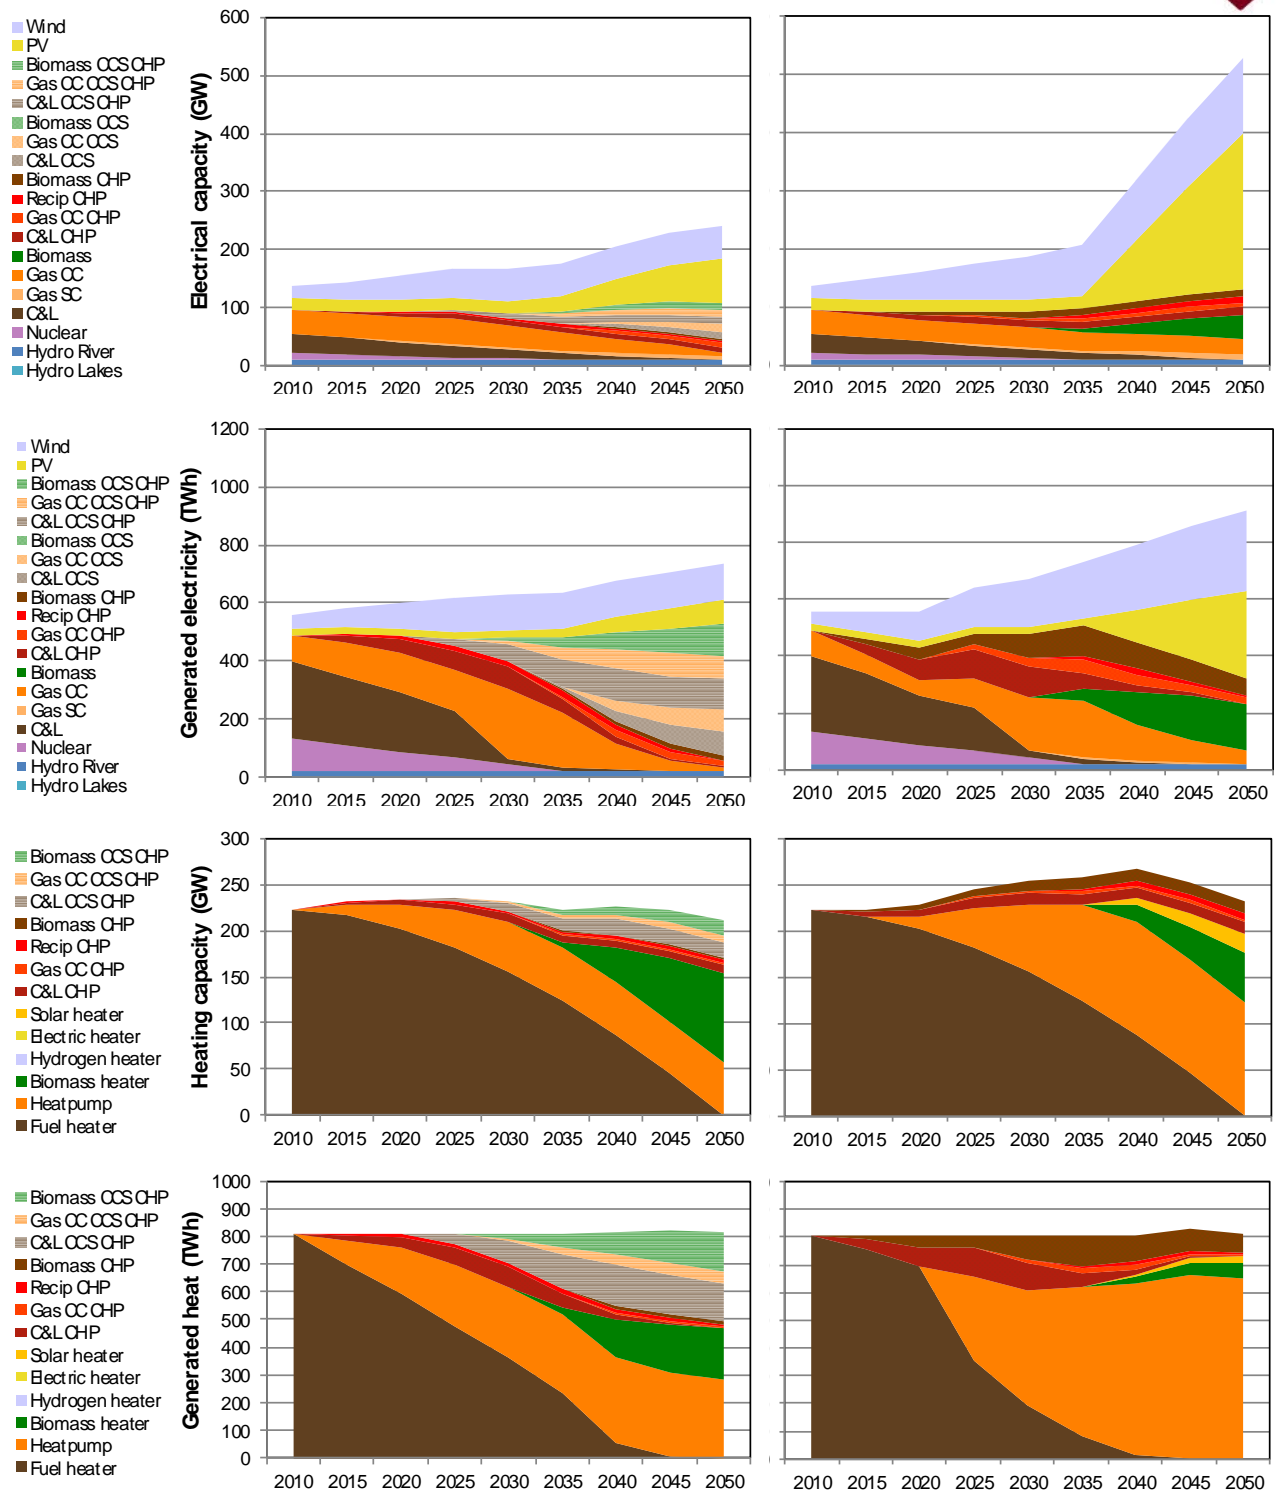 Wind
PV
Biomass CCS CHP
Gas CC CCS CHP
C&L CCS CHP
Biomass CCS
Gas CC CCS
C&L CCS
Biomass CHP
Recip CHP
Gas CC CHP
C&L CHP
Biomass
Gas CC
Gas SC
C&L
Nuclear
Hydro River
Hydro Lakes
Electrical capacity (GW)
600
500
400
300
200
100
0
2010 2015 2020 2025 2030 2035 2040 2045 2050
2010 2015 2020 2025 2030 2035 2040 2045 2050
Wind
PV
Biomass CCS CHP
Gas CC CCS CHP
C&L CCS CHP
Biomass CCS
Gas CC CCS
C&L CCS
Biomass CHP
Recip CHP
Gas CC CHP
C&L CHP
Biomass
Gas CC
Gas SC
C&L
Nuclear
Hydro River
Hydro Lakes
Generated electricity (TWh)
1200
1000
800
600
400
200
0
2010 2015 2020 2025 2030 2035 2040 2045 2050
2010 2015 2020 2025 2030 2035 2040 2045 2050
Biomass CCS CHP
Gas CC CCS CHP
C&L CCS CHP
Biomass CHP
Recip CHP
Gas CC CHP
C&L CHP
Solar heater
Electric heater
Hydrogen heater
Biomass heater
Heat pump
Fuel heater
Heating capacity (GW)
300
250
200
150
100
50
0
2010 2015 2020 2025 2030 2035 2040 2045 2050
2010 2015 2020 2025 2030 2035 2040 2045 2050
Biomass CCS CHP
Gas CC CCS CHP
C&L CCS CHP
Biomass CHP
Recip CHP
Gas CC CHP
C&L CHP
Solar heater
Electric heater
Hydrogen heater
Biomass heater
Heat pump
Fuel heater
Generated heat (TWh)
1000
900
800
700
600
500
400
300
200
100
0
2010 2015 2020 2025 2030 2035 2040 2045 2050
2010 2015 2020 2025 2030 2035 2040 2045 2050